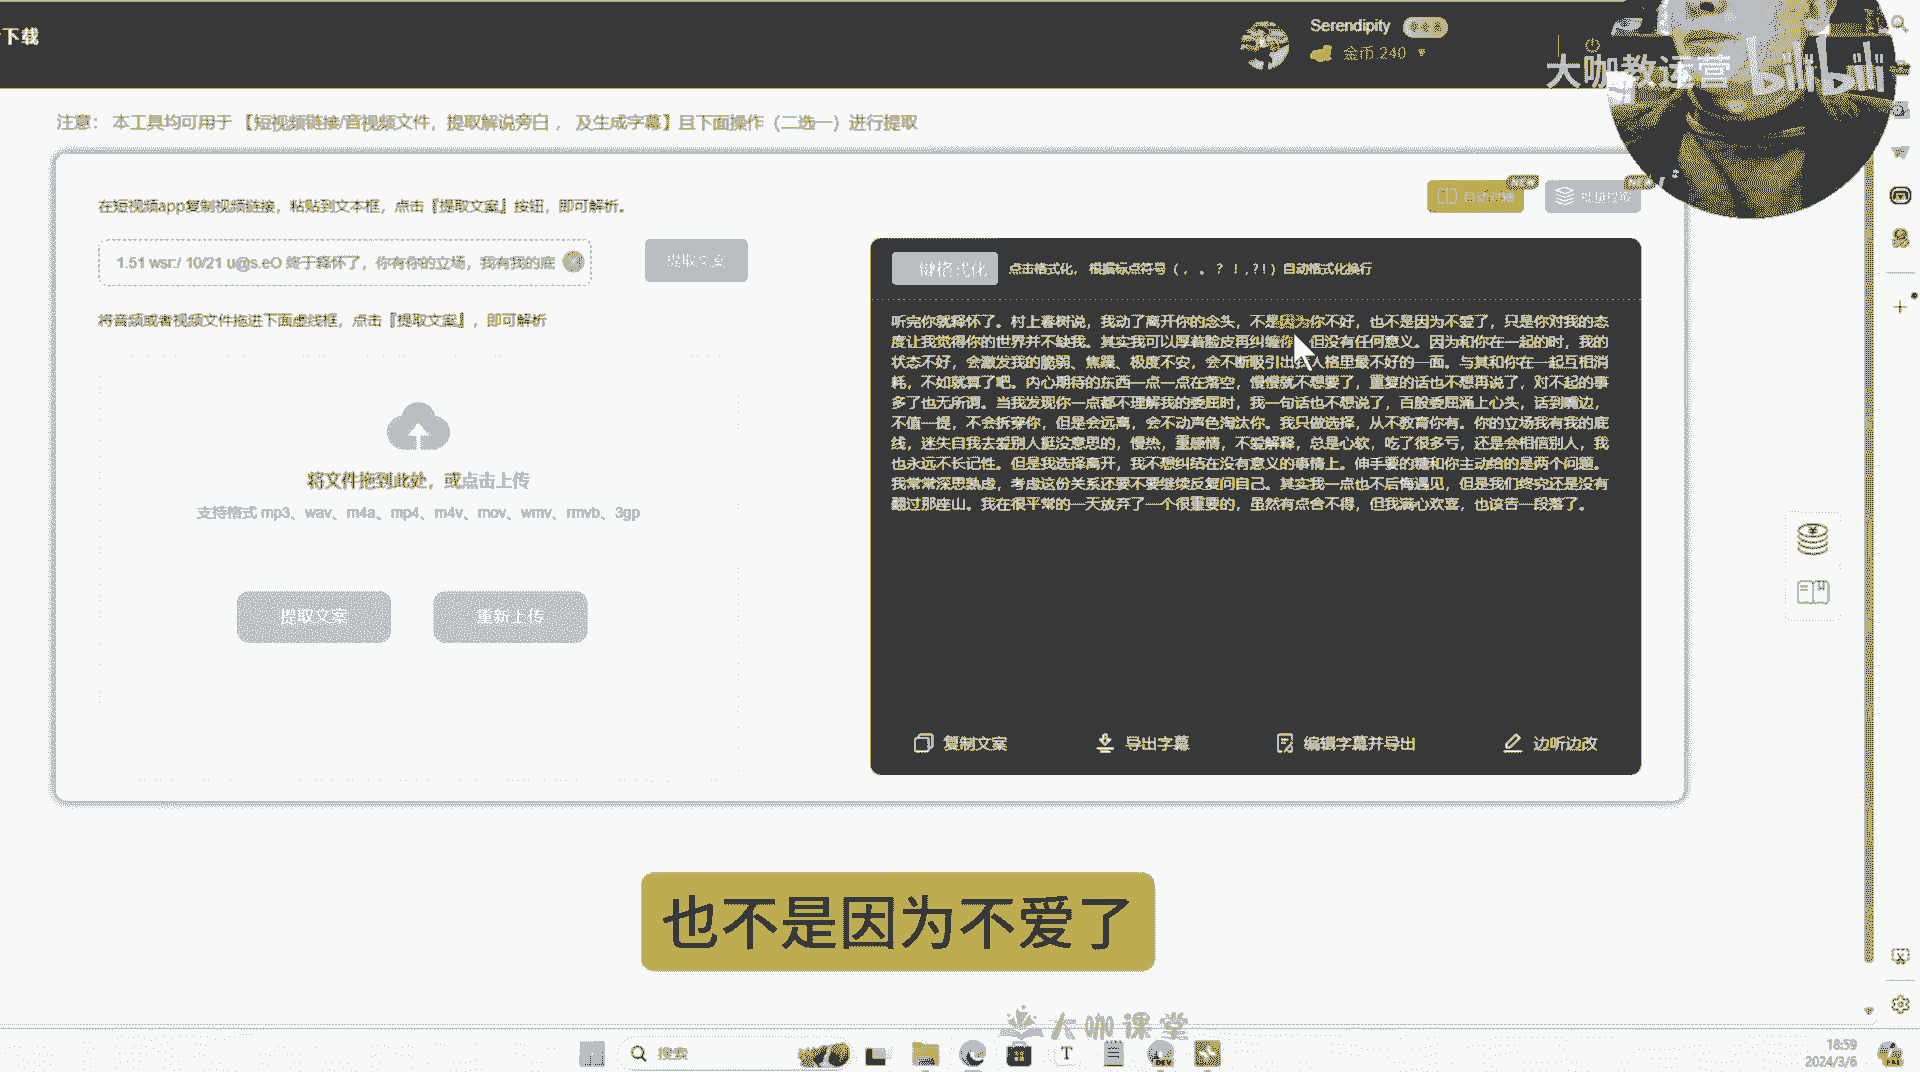 下载
Serendipity
金币:240
大咖教运营 bilibili
注意： 本工具均可用于 【短视频链接/音视频文件，提取解说旁白， 及生成字幕】且下面操作（二选一）进行提取
在短视频app复制视频链接，粘贴到文本框，点击『提取文案』按钮，即可解析。
1.51 wsr:/ 10/21 u@s.eO 终于释怀了，你有你的立场，我有我的底
提取文案
将音频或者视频文件拖进下面虚线框，点击『提取文案』，即可解析
将文件拖到此处，或点击上传
支持格式 mp3、wav、m4a、mp4、m4v、mov、wmv、rmvb、3gp
提取文案
重新上传
NEW
NEW
一键格式化
点击格式化， 根据标点符号（，。？！,?!）自动格式化换行
听完你就释怀了。村上春树说，我动了离开你的念头，不是因为你不好，也不是因为不爱了，只是你对我的态
度让我觉得你的世界并不缺我。其实我可以厚着脸皮再纠缠你，但没有任何意义。因为和你在一起的时，我的
状态不好，会激发我的脆弱、焦躁、极度不安，会不断吸引出我人格里最不好的一面。与其和你在一起互相消
耗，不如就算了吧。内心期待的东西一点一点在落空，慢慢就不想要了，重复的话也不想再说了，对不起的事
多了也无所谓。当我发现你一点都不理解我的委屈时，我一句话也不想说了，百般委屈涌上心头，话到嘴边，
不值一提，不会拆穿你，但是会远离，会不动声色淘汰你。我只做选择，从不教育你有。你的立场我有我的底
线，迷失自我去爱别人挺没意思的，慢热，重感情，不爱解释，总是心软，吃了很多亏，还是会相信别人，我
也永远不长记性。但是我选择离开，我不想纠结在没有意义的事情上。伸手要的糖和你主动给的是两个问题。
我常常深思熟虑，考虑这份关系还要不要继续反复问自己。其实我一点也不后悔遇见，但是我们终究还是没有
翻过那座山。我在很平常的一天放弃了一个很重要的，虽然有点舍不得，但我满心欢喜，也该告一段落了。
复制文案
导出字幕
编辑字幕并导出
边听边改
也不是因为不爱了
大咖课堂
搜索
18:59
2024/3/6